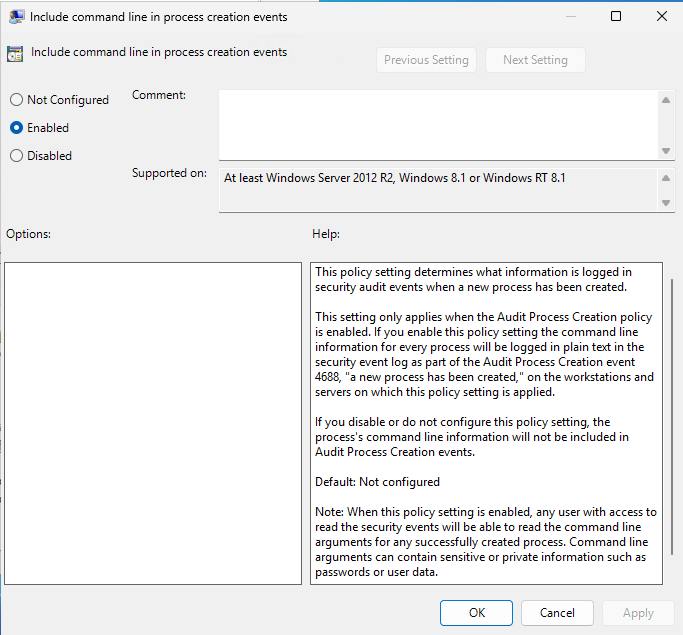 Include command line in process creation events
Include command line in process creation events
Previous Setting
Next Setting
Not Configured
Enabled
Disabled
Comment:
Supported on:
At least Windows Server 2012 R2, Windows 8.1 or Windows RT 8.1
Options:
Help:
This policy setting determines what information is logged in
security audit events when a new process has been created.
This setting only applies when the Audit Process Creation policy
is enabled. If you enable this policy setting the command line
information for every process will be logged in plain text in the
security event log as part of the Audit Process Creation event
4688, "a new process has been created," on the workstations and
servers on which this policy setting is applied.
If you disable or do not configure this policy setting, the
process's command line information will not be included in
Audit Process Creation events.
Default: Not configured
Note: When this policy setting is enabled, any user with access to
read the security events will be able to read the command line
arguments for any successfully created process. Command line
arguments can contain sensitive or private information such as
passwords or user data.
OK
Cancel
Apply